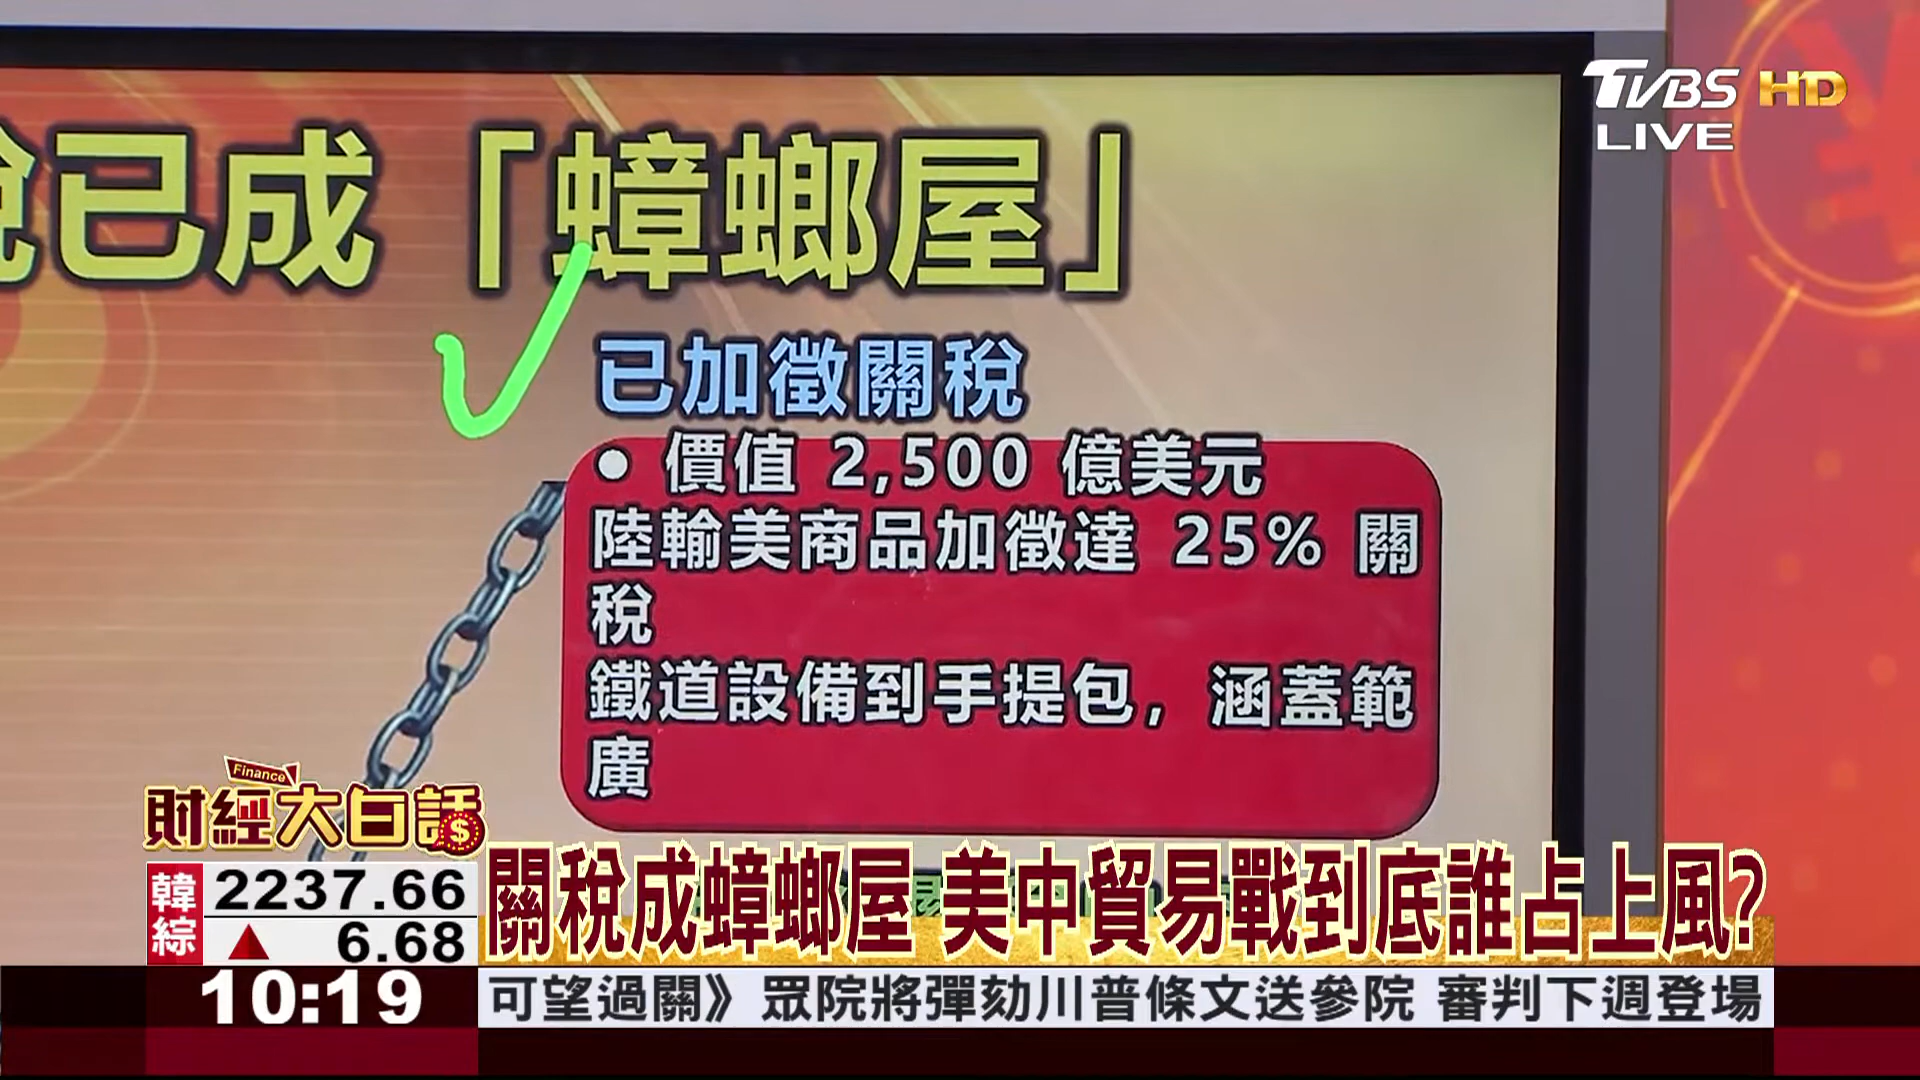 TVBS HD
LIVE
稅已成「蟑螂屋」
已加徵關稅
• 價值 2,500 億美元
陸輸美商品加徵達 25% 關
稅
鐵道設備到手提包，涵蓋範
廣
Finance
財經大白話
韓綜
2237.66
▲ 6.68
關稅成蟑螂屋 美中貿易戰到底誰占上風?
10:19
可望過關》眾院將彈劾川普條文送參院 審判下週登場